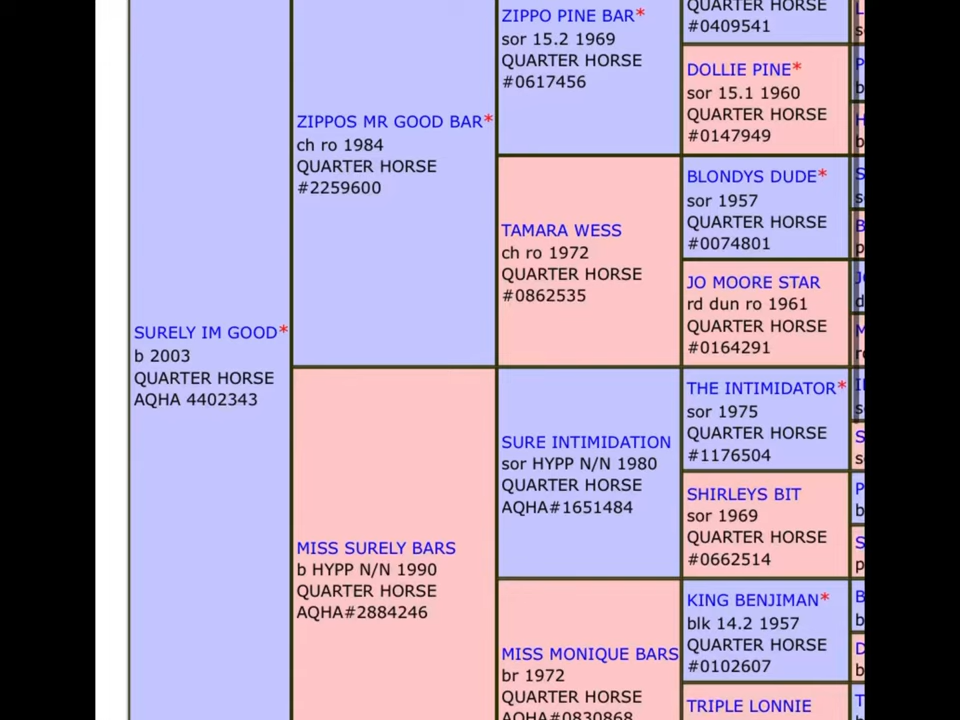 SURELY IM GOOD*
b 2003
QUARTER HORSE
AQHA 4402343
ZIPPOS MR GOOD BAR*
ch ro 1984
QUARTER HORSE
#2259600
MISS SURELY BARS
b HYPP N/N 1990
QUARTER HORSE
AQHA#2884246
ZIPPO PINE BAR*
sor 15.2 1969
QUARTER HORSE
#0617456
TAMARA WESS
ch ro 1972
QUARTER HORSE
#0862535
SURE INTIMIDATION
sor HYPP N/N 1980
QUARTER HORSE
AQHA#1651484
MISS MONIQUE BARS
br 1972
QUARTER HORSE
AQHA#0830868
QUARTER HORSE
#0409541
DOLLIE PINE*
sor 15.1 1960
QUARTER HORSE
#0147949
BLONDYS DUDE*
sor 1957
QUARTER HORSE
#0074801
JO MOORE STAR
rd dun ro 1961
QUARTER HORSE
#0164291
THE INTIMIDATOR*
sor 1975
QUARTER HORSE
#1176504
SHIRLEYS BIT
sor 1969
QUARTER HORSE
#0662514
KING BENJIMAN*
blk 14.2 1957
QUARTER HORSE
#0102607
TRIPLE LONNIE